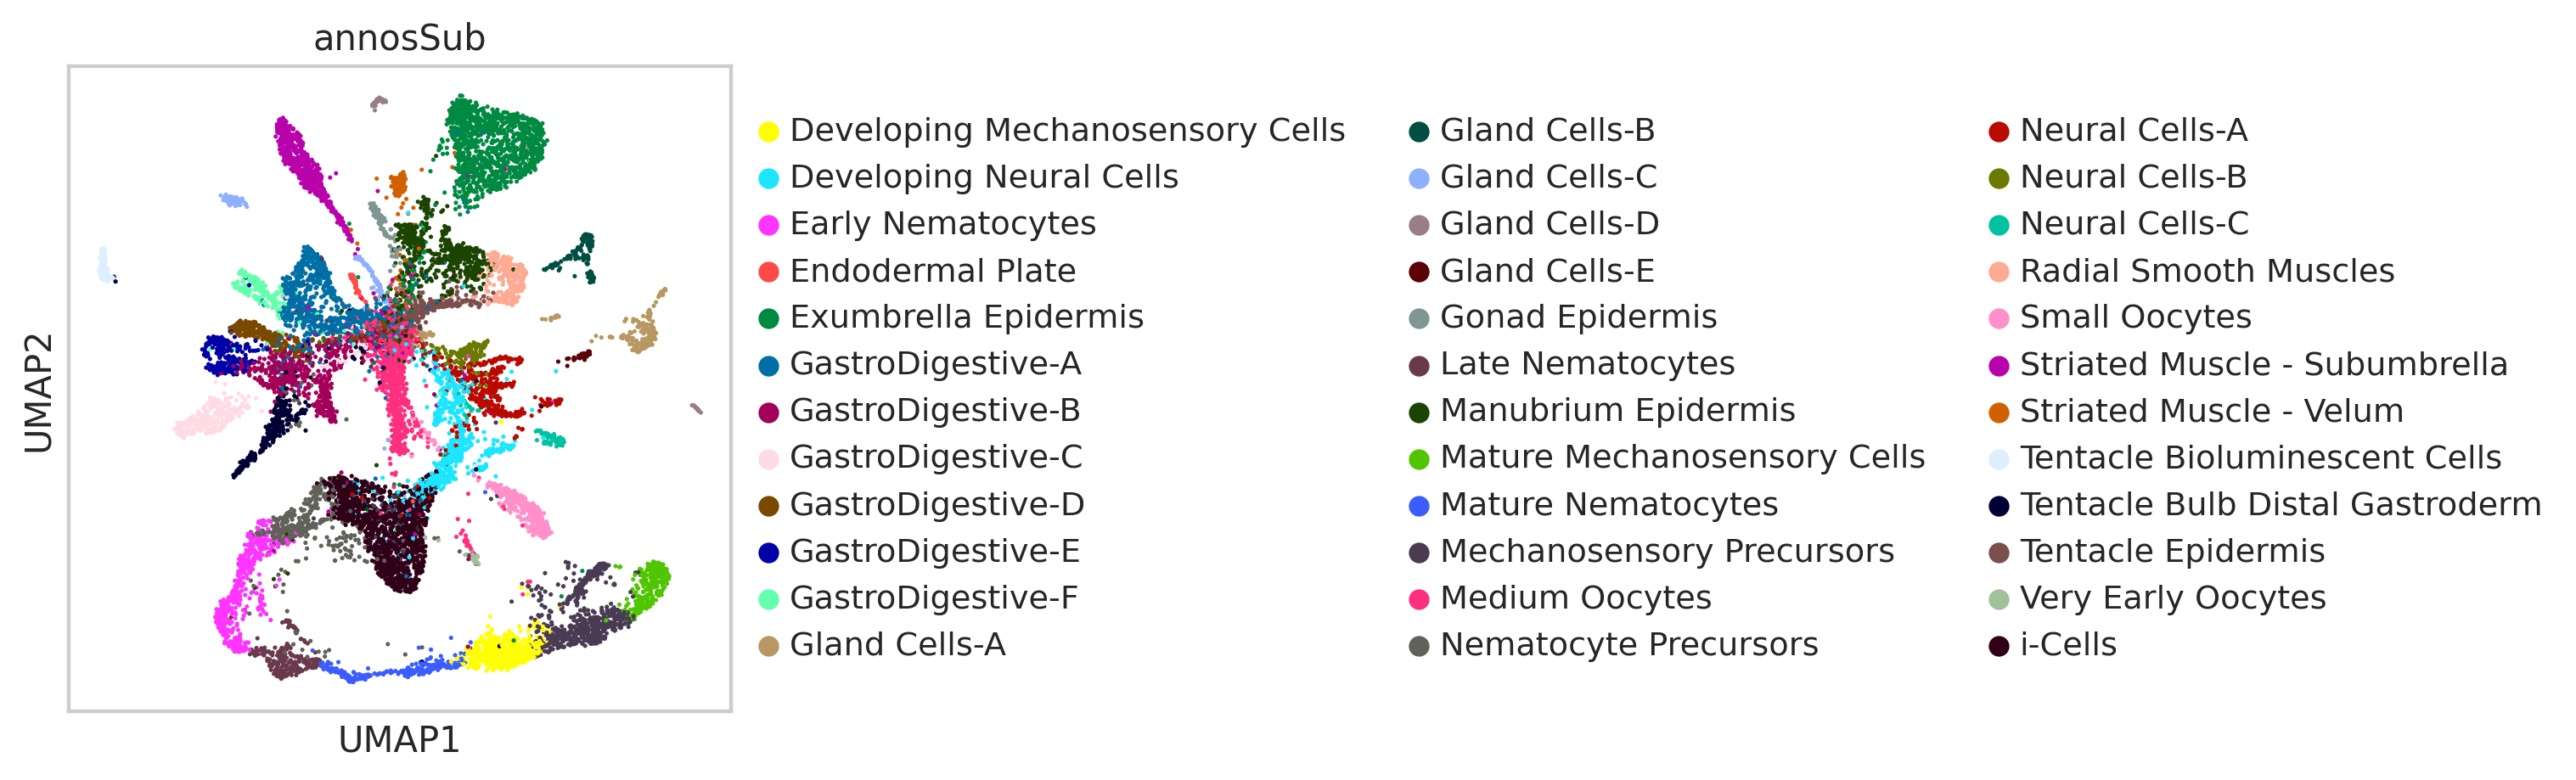 annosSub
UMAP2
UMAP1
Developing Mechanosensory Cells
Developing Neural Cells
Early Nematocytes
Endodermal Plate
Exumbrella Epidermis
GastroDigestive-A
GastroDigestive-B
GastroDigestive-C
GastroDigestive-D
GastroDigestive-E
GastroDigestive-F
Gland Cells-A
Gland Cells-B
Gland Cells-C
Gland Cells-D
Gland Cells-E
Gonad Epidermis
Late Nematocytes
Manubrium Epidermis
Mature Mechanosensory Cells
Mature Nematocytes
Mechanosensory Precursors
Medium Oocytes
Nematocyte Precursors
Neural Cells-A
Neural Cells-B
Neural Cells-C
Radial Smooth Muscles
Small Oocytes
Striated Muscle - Subumbrella
Striated Muscle - Velum
Tentacle Bioluminescent Cells
Tentacle Bulb Distal Gastroderm
Tentacle Epidermis
Very Early Oocytes
i-Cells